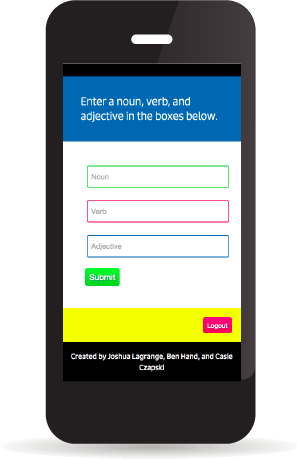 Enter a noun, verb, and
adjective in the boxes below.
Noun
Verb
Adjective
Submit
Logout
Created by Joshua Lagrange, Ben Hand, and Casie
Czapski